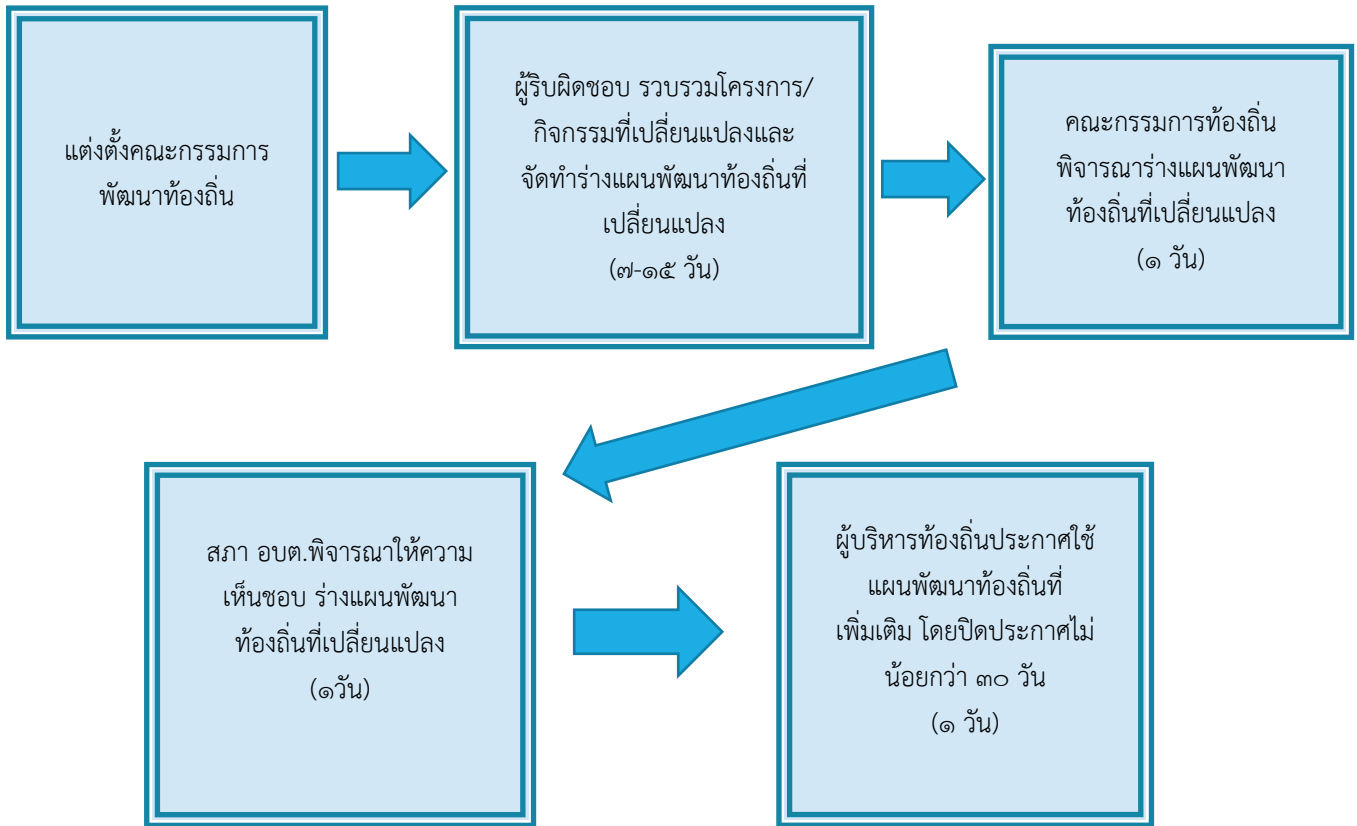 แต่งตั้งคณะกรรมการ
พัฒนาท้องถิ่น
ผู้ริบผิดชอบ รวบรวมโครงการ/
กิจกรรมที่เปลี่ยนแปลงและ
จัดทำร่างแผนพัฒนาท้องถิ่นที่
เปลี่ยนแปลง
(๗-๑๕ วัน)
คณะกรรมการท้องถิ่น
พิจารณาร่างแผนพัฒนา
ท้องถิ่นที่เปลี่ยนแปลง
(๑ วัน)
สภา อบต.พิจารณาให้ความ
เห็นชอบ ร่างแผนพัฒนา
ท้องถิ่นที่เปลี่ยนแปลง
(๑วัน)
ผู้บริหารท้องถิ่นประกาศใช้
แผนพัฒนาท้องถิ่นที่
เพิ่มเติม โดยปิดประกาศไม่
น้อยกว่า ๓๐ วัน
(๑ วัน)